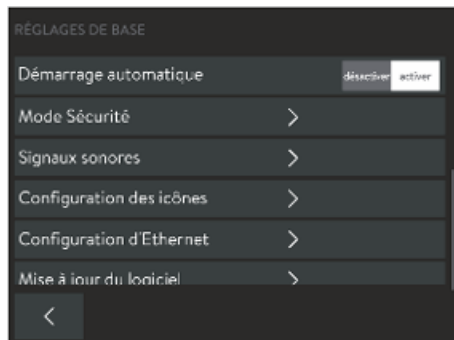 RÉGLAGES DE BASE
Démarrage automatique désactiver activer
Mode Sécurité
Signaux sonores
Configuration des icônes
Configuration d'Ethernet
Mise à jour du logiciel